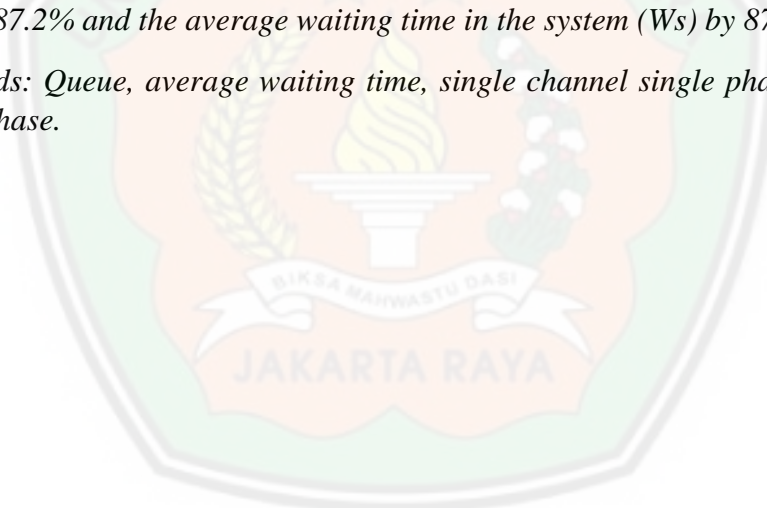 87.2% and the average waiting time in the system (Ws) by 87
ds: Queue, average waiting time, single channel single pha
hase.
BIKSA MAHWASTU DASI
JAKARTA RAYA